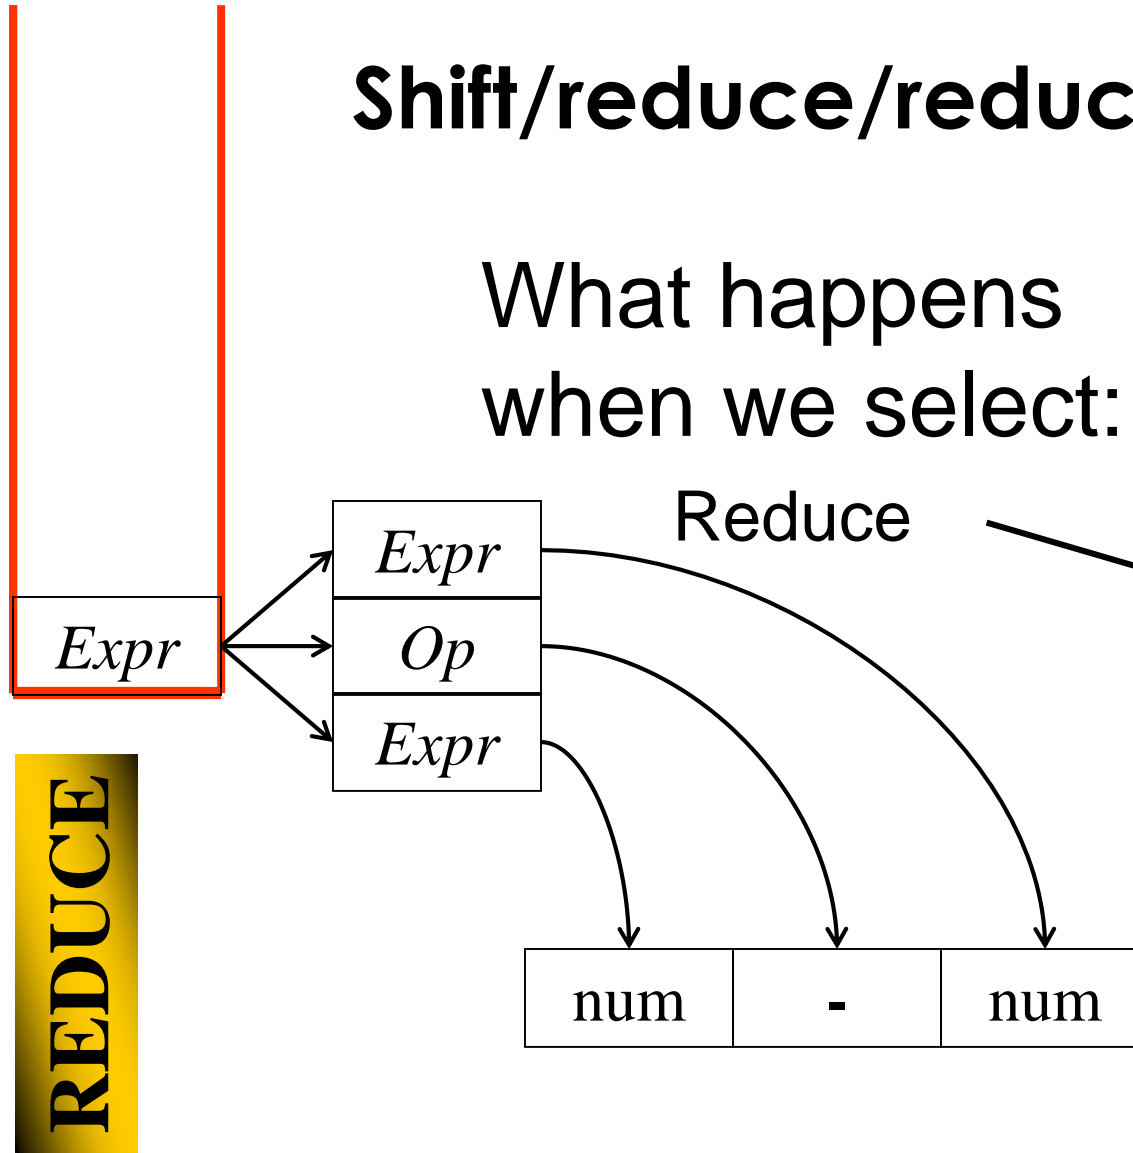 Shift/reduce/reduc
What happens
when we select:
Reduce
Expr
Expr
Op
Expr
REDUCE
num - num